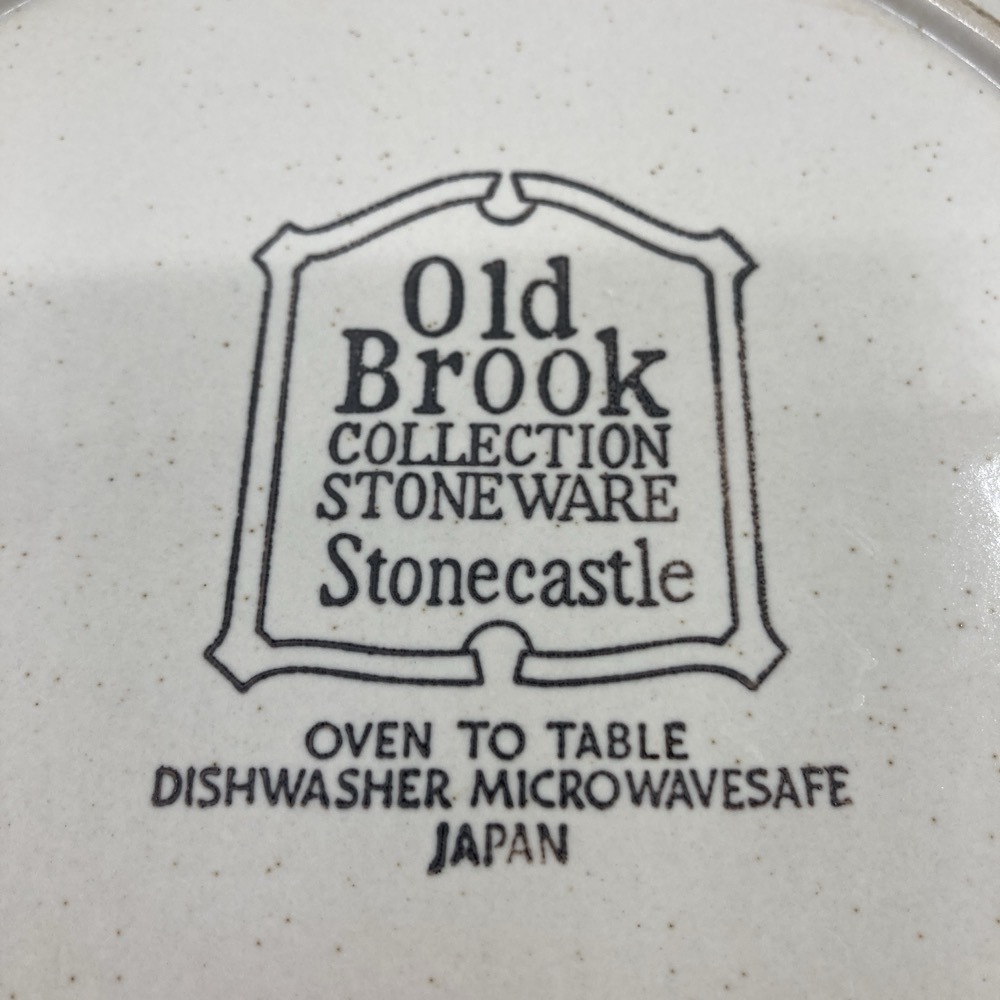 Old
Brook
COLLECTION
STONEWARE
Stonecastle
OVEN TO TABLE
DISHWASHER MICROWAVESAFE
JAPAN